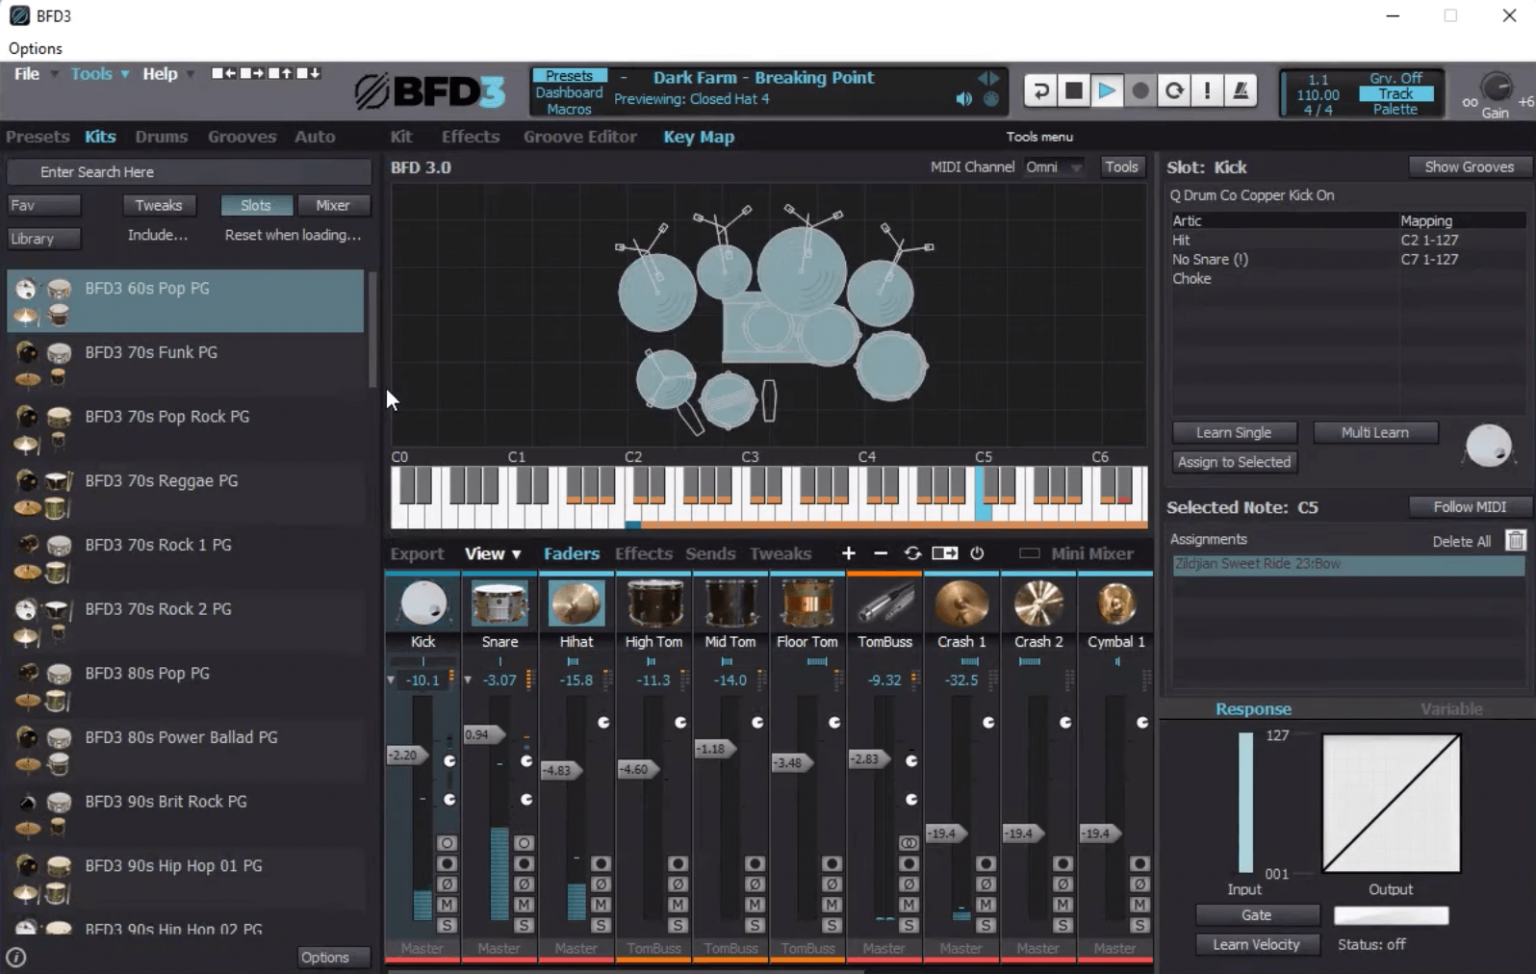 BFD3
Options
File Tools Help
BFD3
Presets - Dark Farm - Breaking Point
Dashboard Previewing: Closed Hat 4
Macros
1.1 Grv. Off
110.00 Track
4 / 4 Palette
∞ Gain +6
Presets Kits Drums Grooves Auto
Kit Effects Groove Editor Key Map
Tools menu
Enter Search Here
Fav Tweaks Slots Mixer
Library Include... Reset when loading...
BFD3 60s Pop PG
BFD3 70s Funk PG
BFD3 70s Pop Rock PG
BFD3 70s Reggae PG
BFD3 70s Rock 1 PG
BFD3 70s Rock 2 PG
BFD3 80s Pop PG
BFD3 80s Power Ballad PG
BFD3 90s Brit Rock PG
BFD3 90s Hip Hop 01 PG
BFD3 90s Hip Hop 02 PG
Options
BFD 3.0 MIDI Channel Omni Tools
C0 C1 C2 C3 C4 C5 C6
Export View Faders Effects Sends Tweaks + − Mini Mixer
Kick Snare Hihat High Tom Mid Tom Floor Tom TomBuss Crash 1 Crash 2 Cymbal 1
-10.1 -3.07 -15.8 -11.3 -14.0 -9.32 -32.5
0.94
-1.18
-2.20 -2.83
-4.83 -4.60 -3.48
-19.4 -19.4 -19.4
Ø Ø Ø Ø Ø Ø Ø Ø Ø Ø
M M M M M M M M M M
S S S S S S S S S S
Master Master Master TomBuss TomBuss TomBuss Master Master Master Master
Slot: Kick Show Grooves
Q Drum Co Copper Kick On
Artic Mapping
Hit C2 1-127
No Snare (!) C7 1-127
Choke
Learn Single Multi Learn
Assign to Selected
Selected Note: C5 Follow MIDI
Assignments Delete All
Zildjian Sweet Ride 23:Bow
Response Variable
127
001
Input Output
Gate
Learn Velocity Status: off